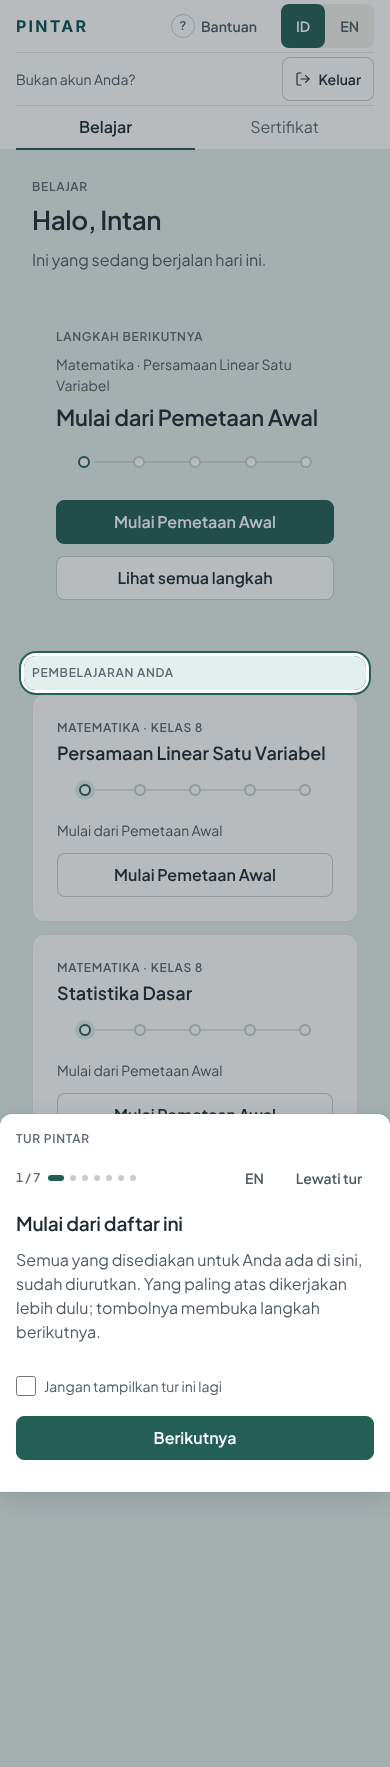 PINTAR
? Bantuan
ID EN
Bukan akun Anda?
Keluar
Belajar
Sertifikat
BELAJAR
Halo, Intan
Ini yang sedang berjalan hari ini.
LANGKAH BERIKUTNYA
Matematika · Persamaan Linear Satu
Variabel
Mulai dari Pemetaan Awal
Mulai Pemetaan Awal
Lihat semua langkah
PEMBELAJARAN ANDA
MATEMATIKA · KELAS 8
Persamaan Linear Satu Variabel
Mulai dari Pemetaan Awal
Mulai Pemetaan Awal
MATEMATIKA · KELAS 8
Statistika Dasar
Mulai dari Pemetaan Awal
Mulai Pemetaan Awal
TUR PINTAR
1/7
EN
Lewati tur
Mulai dari daftar ini
Semua yang disediakan untuk Anda ada di sini,
sudah diurutkan. Yang paling atas dikerjakan
lebih dulu; tombolnya membuka langkah
berikutnya.
Jangan tampilkan tur ini lagi
Berikutnya